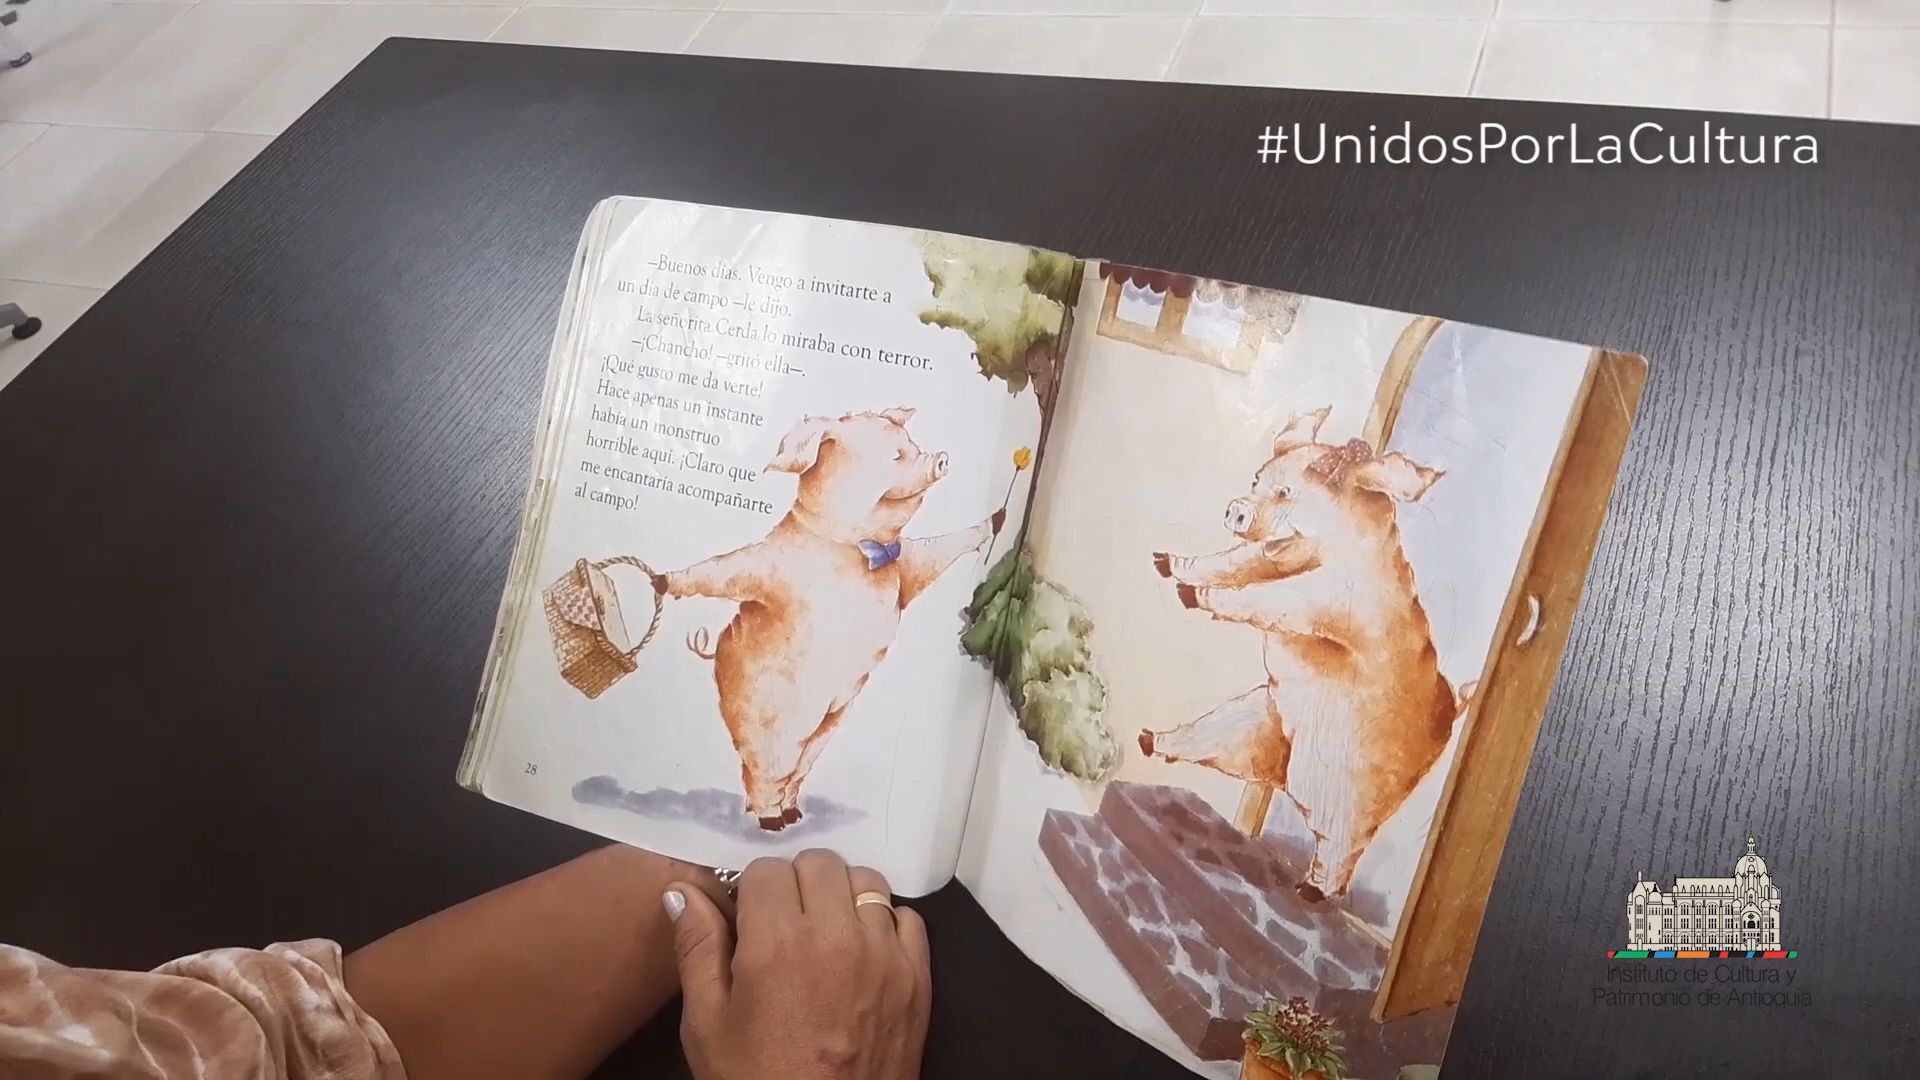 #UnidosPorLaCultura
—Buenos días. Vengo a invitarte a
un día de campo —le dijo.
La señorita Cerda lo miraba con terror.
—¡Chancho! —gritó ella—.
¡Qué gusto me da verte!
Hace apenas un instante
había un monstruo
horrible aquí. ¡Claro que
me encantaría acompañarte
al campo!
28
Instituto de Cultura y
Patrimonio de Antioquia